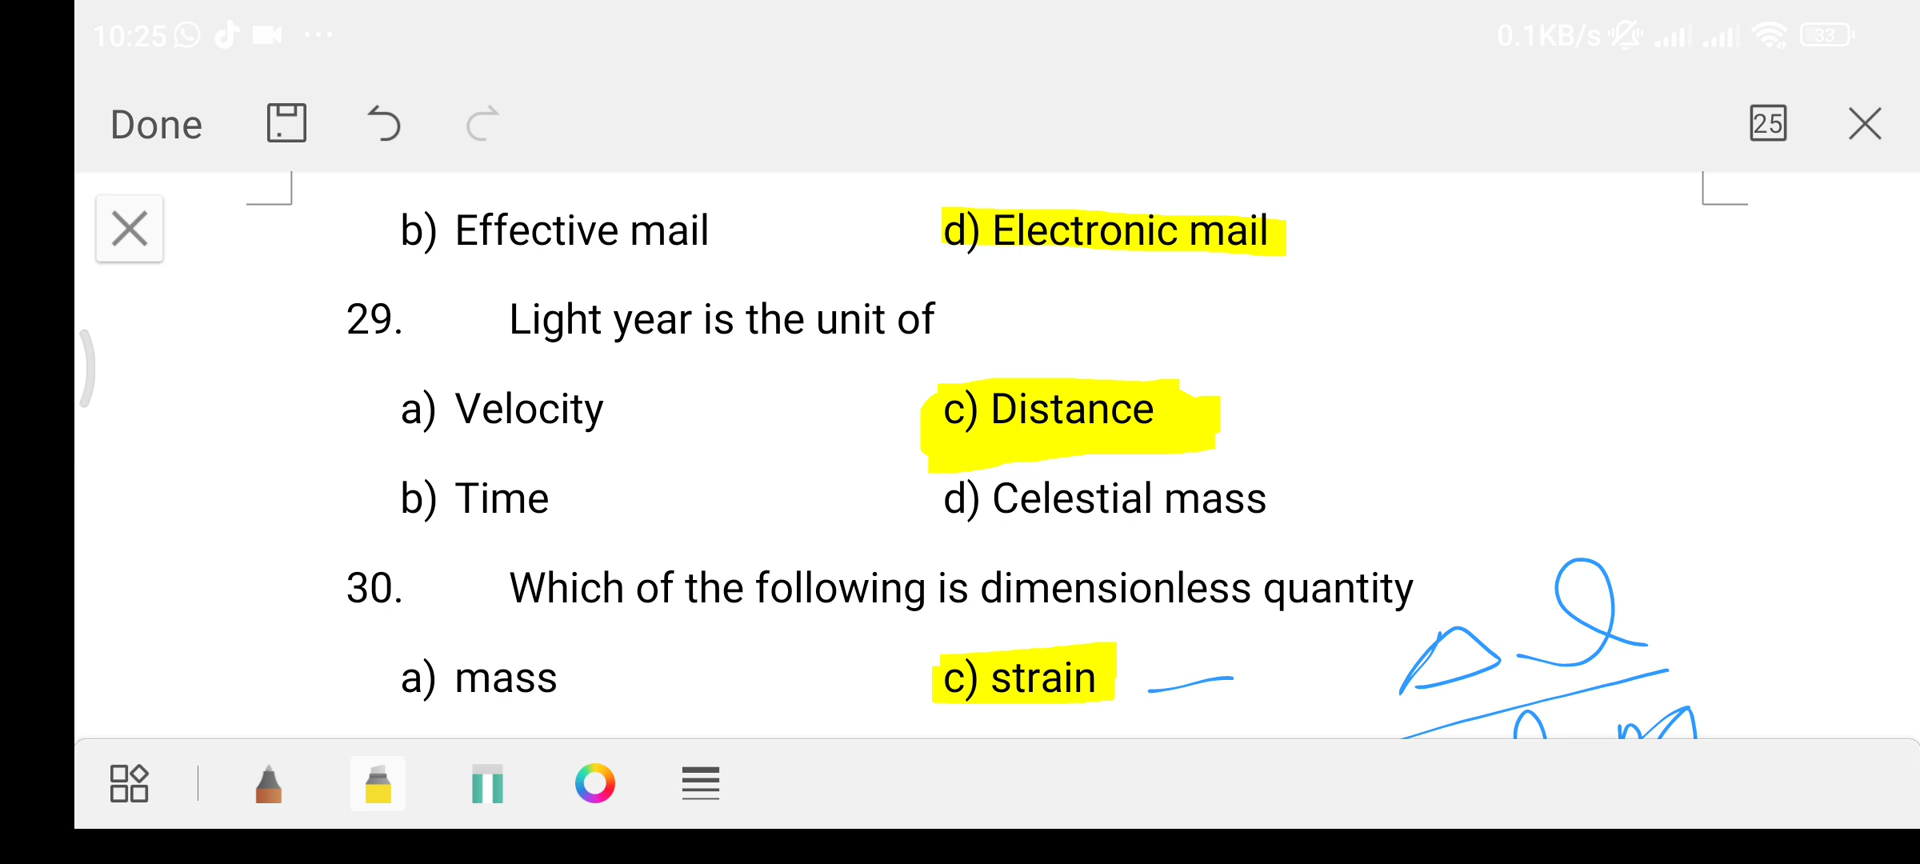 10:25 ... 0.1KB/s 33
Done 25
b) Effective mail d) Electronic mail
29. Light year is the unit of
a) Velocity c) Distance
b) Time d) Celestial mass
30. Which of the following is dimensionless quantity
a) mass c) strain